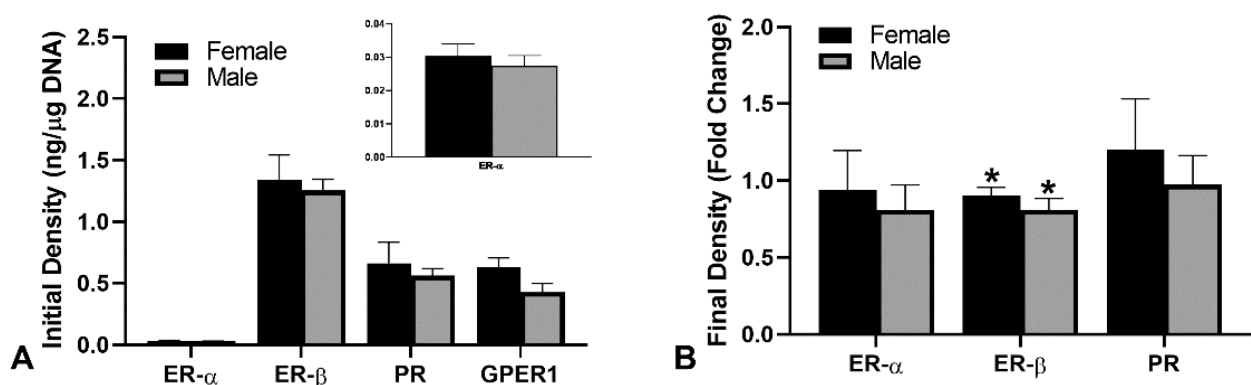 Initial Density (ng/μg DNA)
2.5
2.0
1.5
1.0
0.5
0.0
Female
Male
0.04
0.03
0.02
0.01
0.00
ER-α
ER-α
ER-β
PR
GPER1
A
Final Density (Fold Change)
2.0
1.5
1.0
0.5
0.0
Female
Male
*
*
ER-α
ER-β
PR
B